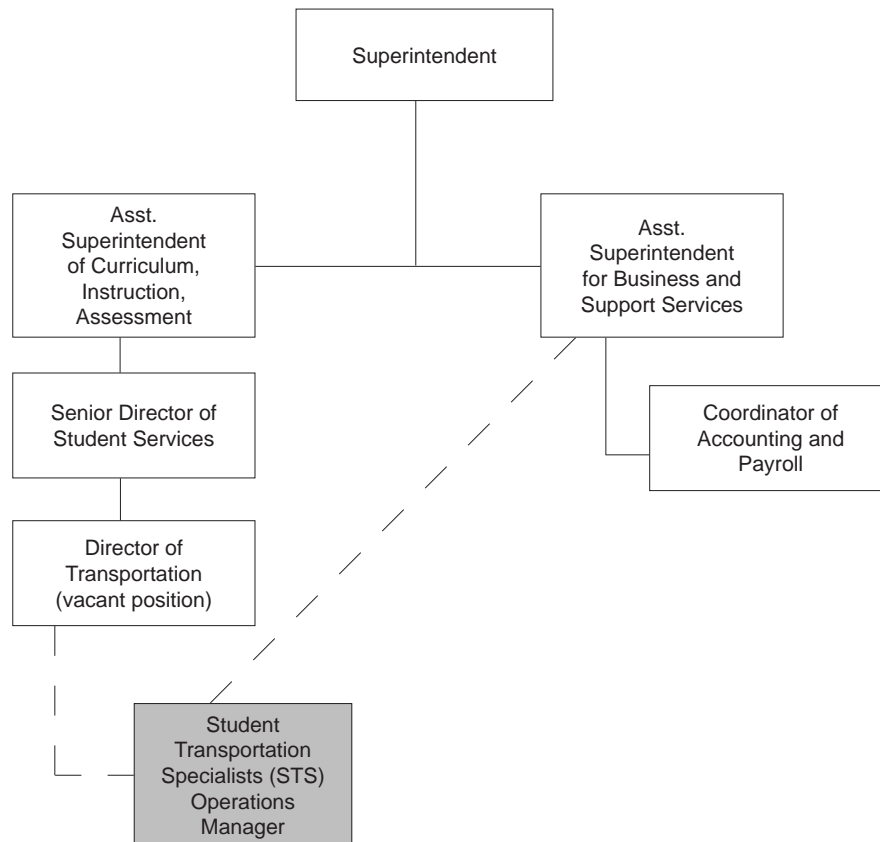 Superintendent
Asst.
Superintendent
of Curriculum,
Instruction,
Assessment
Asst.
Superintendent
for Business and
Support Services
Senior Director of
Student Services
Coordinator of
Accounting and
Payroll
Director of
Transportation
(vacant position)
Student
Transportation
Specialists (STS)
Operations
Manager